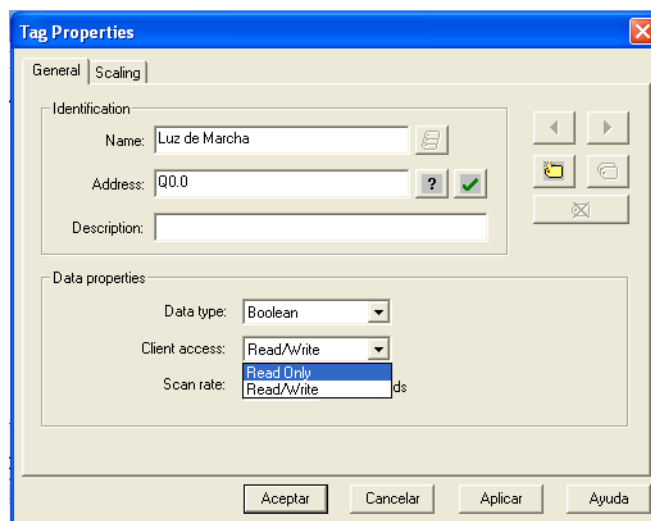 Tag Properties
General Scaling
Identification
Name: Luz de Marcha
Address: Q0.0 ?
Description:
Data properties
Data type: Boolean
Client access: Read/Write
Read Only
Scan rate: Read/Write ds
Aceptar Cancelar Aplicar Ayuda